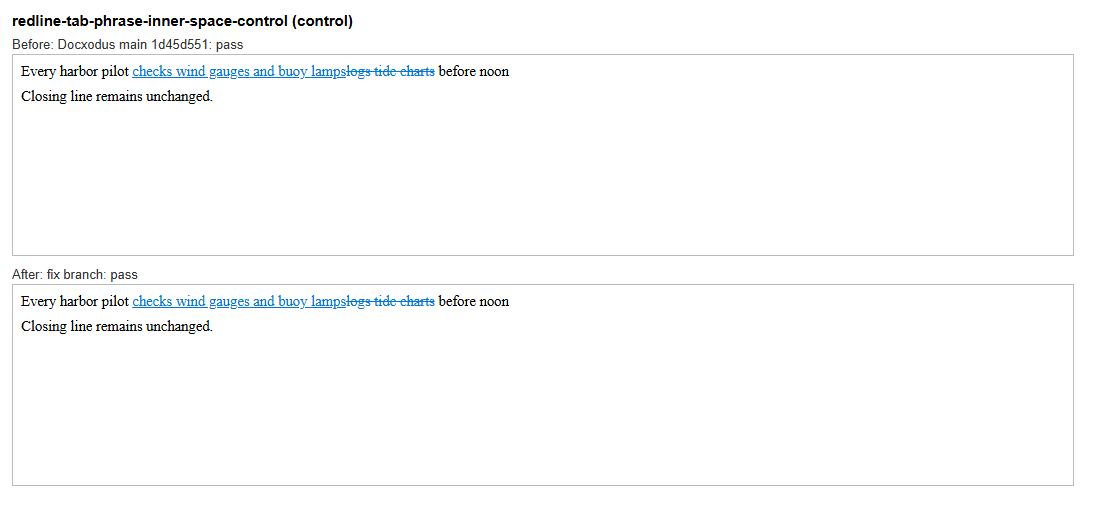 redline-tab-phrase-inner-space-control (control)
Before: Docxodus main 1d45d551: pass
Every harbor pilot checks wind gauges and buoy lampslogs tide charts before noon
Closing line remains unchanged.
After: fix branch: pass
Every harbor pilot checks wind gauges and buoy lampslogs tide charts before noon
Closing line remains unchanged.